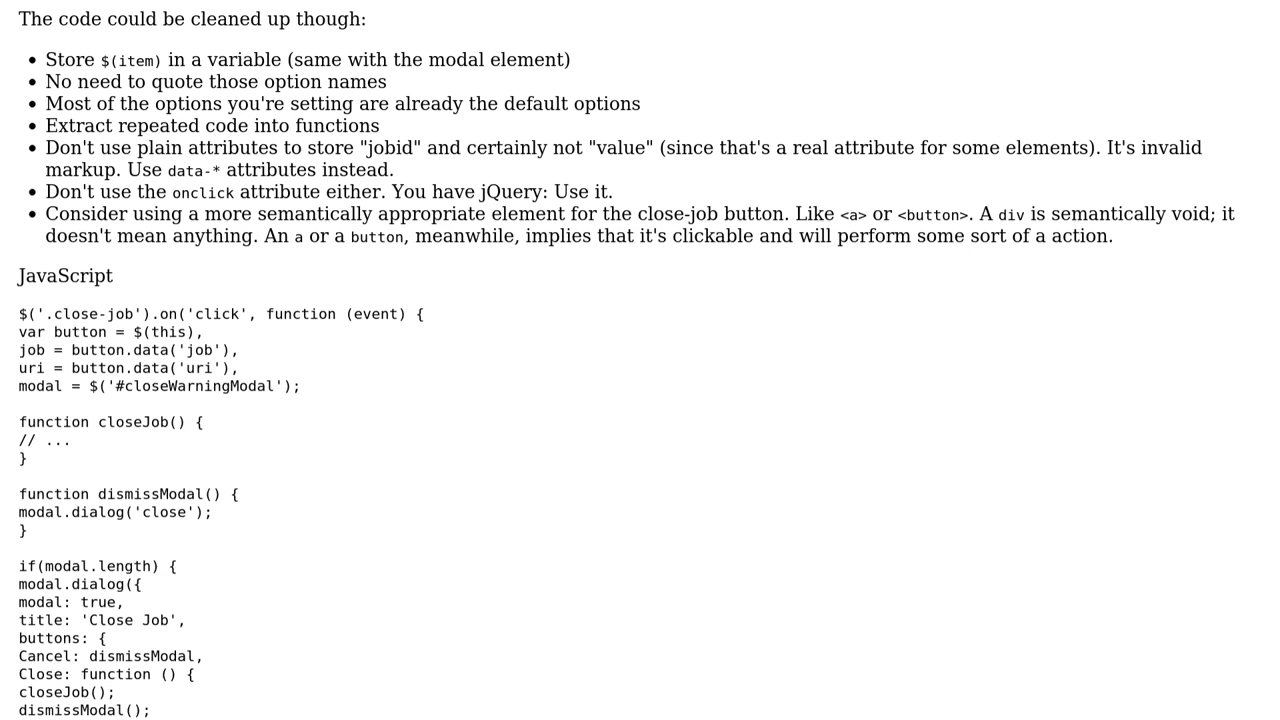 The code could be cleaned up though:
• Store $(item) in a variable (same with the modal element)
• No need to quote those option names
• Most of the options you're setting are already the default options
• Extract repeated code into functions
• Don't use plain attributes to store "jobid" and certainly not "value" (since that's a real attribute for some elements). It's invalid
markup. Use data-* attributes instead.
• Don't use the onclick attribute either. You have jQuery: Use it.
• Consider using a more semantically appropriate element for the close-job button. Like <a> or <button>. A div is semantically void; it
doesn't mean anything. An a or a button, meanwhile, implies that it's clickable and will perform some sort of a action.
JavaScript
$('.close-job').on('click', function (event) {
var button = $(this),
job = button.data('job'),
uri = button.data('uri'),
modal = $('#closeWarningModal');
function closeJob() {
// ...
}
function dismissModal() {
modal.dialog('close');
}
if(modal.length) {
modal.dialog({
modal: true,
title: 'Close Job',
buttons: {
Cancel: dismissModal,
Close: function () {
closeJob();
dismissModal();